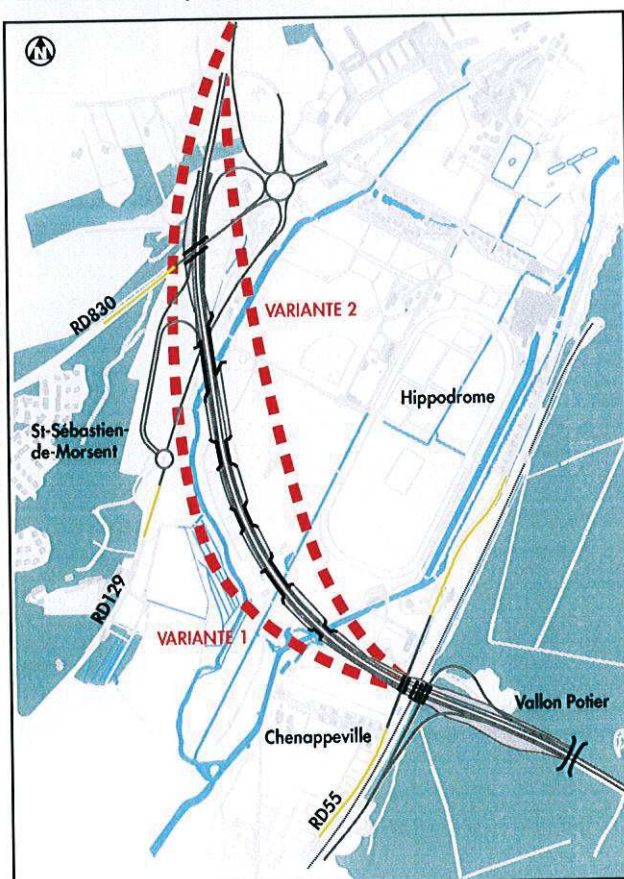 N
RD830
VARIANTE 2
Hippodrome
St-Sébastien-
de-Morsent
RD129
VARIANTE 1
Vallon Potier
Chenappeville
RD55